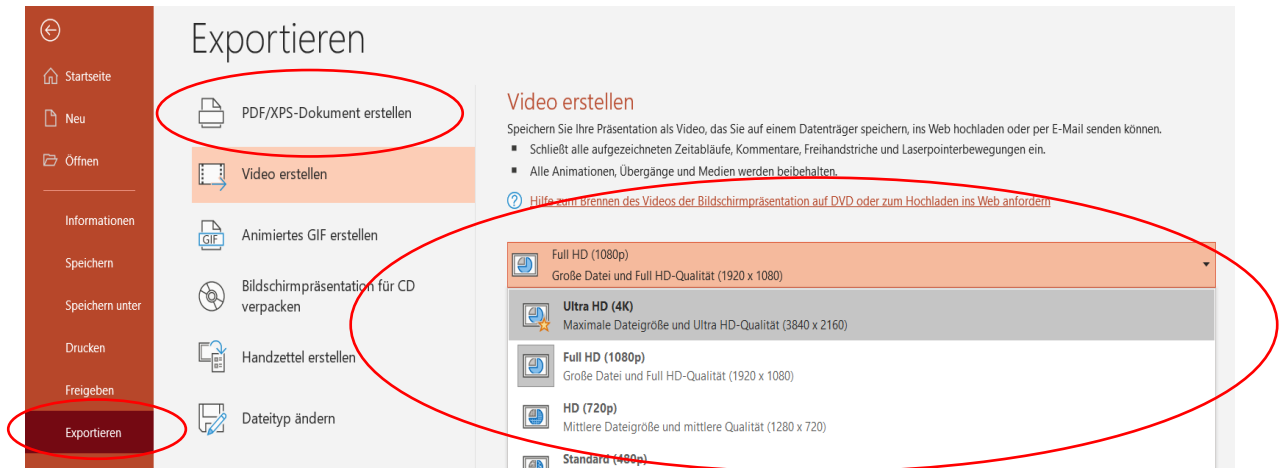 Exportieren
Startseite
Neu
Öffnen
Informationen
Speichern
Speichern unter
Drucken
Freigeben
Exportieren
PDF/XPS-Dokument erstellen
Video erstellen
Animiertes GIF erstellen
GIF
Bildschirmpräsentation für CD
verpacken
Handzettel erstellen
Dateityp ändern
Video erstellen
Speichern Sie Ihre Präsentation als Video, das Sie auf einem Datenträger speichern, ins Web hochladen oder per E-Mail senden können.
Schließt alle aufgezeichneten Zeitabläufe, Kommentare, Freihandstriche und Laserpointerbewegungen ein.
Alle Animationen, Übergänge und Medien werden beibehalten.
Hilfe zum Brennen des Videos der Bildschirmpräsentation auf DVD oder zum Hochladen ins Web anfordern
Full HD (1080p)
Große Datei und Full HD-Qualität (1920 x 1080)
Ultra HD (4K)
Maximale Dateigröße und Ultra HD-Qualität (3840 x 2160)
Full HD (1080p)
Große Datei und Full HD-Qualität (1920 x 1080)
HD (720p)
Mittlere Dateigröße und mittlere Qualität (1280 x 720)
Standard (480p)